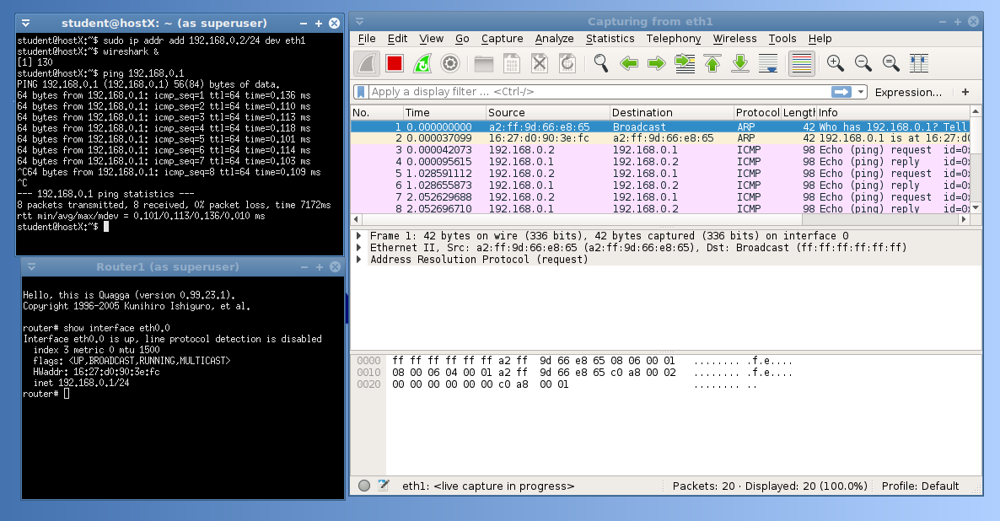 student@hostX: ~ (as superuser)
student@hostX:~$ sudo ip addr add 192.168.0.2/24 dev eth1
student@hostX:~$ wireshark &
[1] 130
student@hostX:~$ ping 192.168.0.1
PING 192.168.0.1 (192.168.0.1) 56(84) bytes of data.
64 bytes from 192.168.0.1: icmp_seq=1 ttl=64 time=0.136 ms
64 bytes from 192.168.0.1: icmp_seq=2 ttl=64 time=0.110 ms
64 bytes from 192.168.0.1: icmp_seq=3 ttl=64 time=0.113 ms
64 bytes from 192.168.0.1: icmp_seq=4 ttl=64 time=0.118 ms
64 bytes from 192.168.0.1: icmp_seq=5 ttl=64 time=0.101 ms
64 bytes from 192.168.0.1: icmp_seq=6 ttl=64 time=0.114 ms
64 bytes from 192.168.0.1: icmp_seq=7 ttl=64 time=0.103 ms
^C64 bytes from 192.168.0.1: icmp_seq=8 ttl=64 time=0.109 ms
^C
--- 192.168.0.1 ping statistics ---
8 packets transmitted, 8 received, 0% packet loss, time 7172ms
rtt min/avg/max/mdev = 0.101/0.113/0.136/0.010 ms
student@hostX:~$
Router1 (as superuser)
Hello, this is Quagga (version 0.99.23.1).
Copyright 1996-2005 Kunihiro Ishiguro, et al.
router# show interface eth0.0
Interface eth0.0 is up, line protocol detection is disabled
index 3 metric 0 mtu 1500
flags: <UP,BROADCAST,RUNNING,MULTICAST>
HWaddr: 16:27:d0:90:3e:fc
inet 192.168.0.1/24
router#
Capturing from eth1
File Edit View Go Capture Analyze Statistics Telephony Wireless Tools Help
Apply a display filter ... <Ctrl-/> Expression... +
No. Time Source Destination Protocol Length Info
1 0.000000000 a2:ff:9d:66:e8:65 Broadcast ARP 42 Who has 192.168.0.1? Tell
2 0.000037099 16:27:d0:90:3e:fc a2:ff:9d:66:e8:65 ARP 42 192.168.0.1 is at 16:27:d0
3 0.000042073 192.168.0.2 192.168.0.1 ICMP 98 Echo (ping) request id=0x
4 0.000095615 192.168.0.1 192.168.0.2 ICMP 98 Echo (ping) reply id=0x
5 1.028591112 192.168.0.2 192.168.0.1 ICMP 98 Echo (ping) request id=0x
6 1.028655873 192.168.0.1 192.168.0.2 ICMP 98 Echo (ping) reply id=0x
7 2.052629688 192.168.0.2 192.168.0.1 ICMP 98 Echo (ping) request id=0x
8 2.052696710 192.168.0.1 192.168.0.2 ICMP 98 Echo (ping) reply id=0x
Frame 1: 42 bytes on wire (336 bits), 42 bytes captured (336 bits) on interface 0
Ethernet II, Src: a2:ff:9d:66:e8:65 (a2:ff:9d:66:e8:65), Dst: Broadcast (ff:ff:ff:ff:ff:ff)
Address Resolution Protocol (request)
0000 ff ff ff ff ff ff a2 ff 9d 66 e8 65 08 06 00 01 ........ .f.e....
0010 08 00 06 04 00 01 a2 ff 9d 66 e8 65 c0 a8 00 02 ........ .f.e....
0020 00 00 00 00 00 00 c0 a8 00 01 ........ ..
eth1: <live capture in progress> Packets: 20 · Displayed: 20 (100.0%) Profile: Default